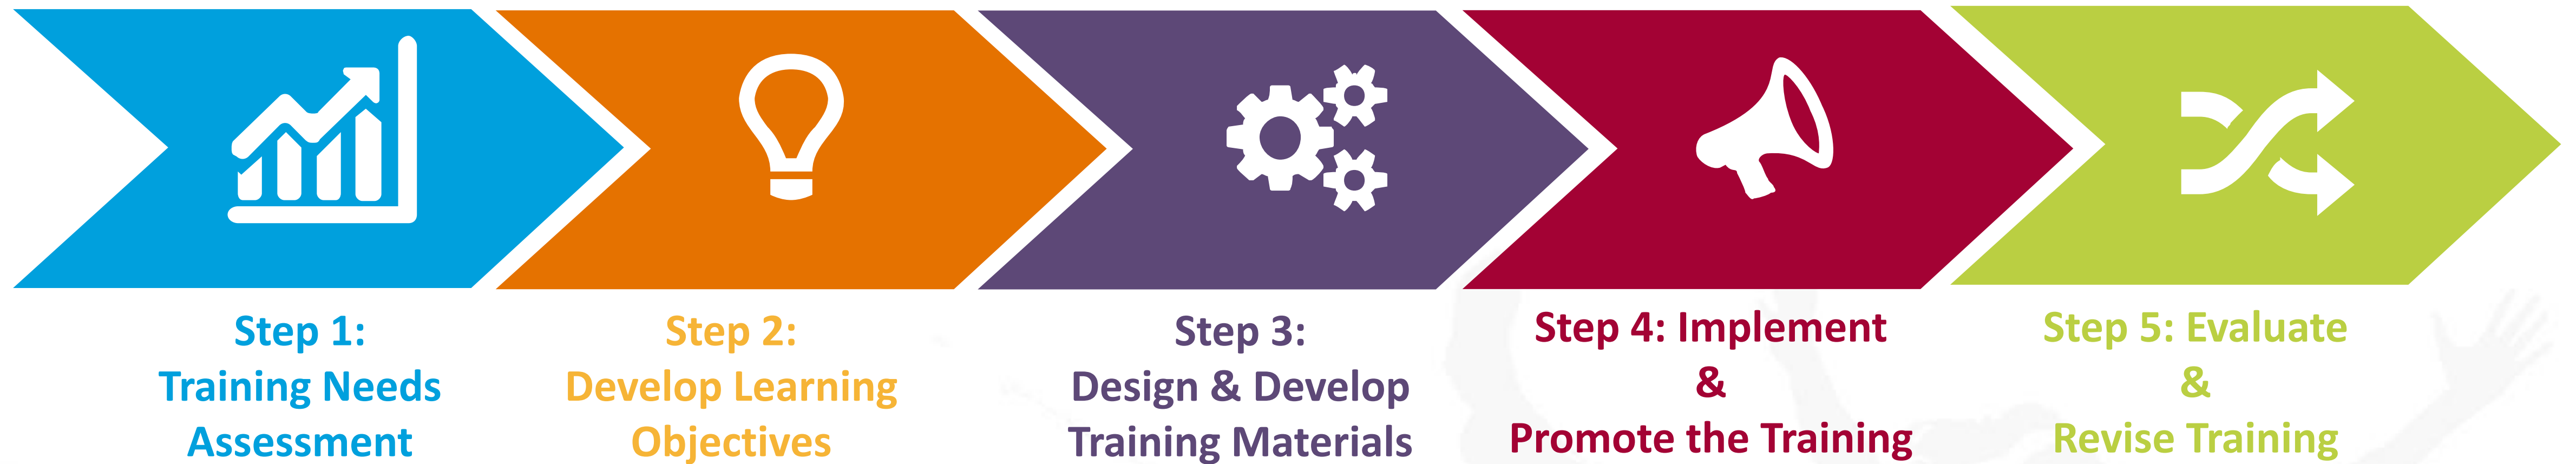 Step 1:
Training Needs
Assessment
Step 2:
Develop Learning
Objectives
Step 3:
Design & Develop
Training Materials
Step 4: Implement
&
Promote the Training
Step 5: Evaluate
&
Revise Training